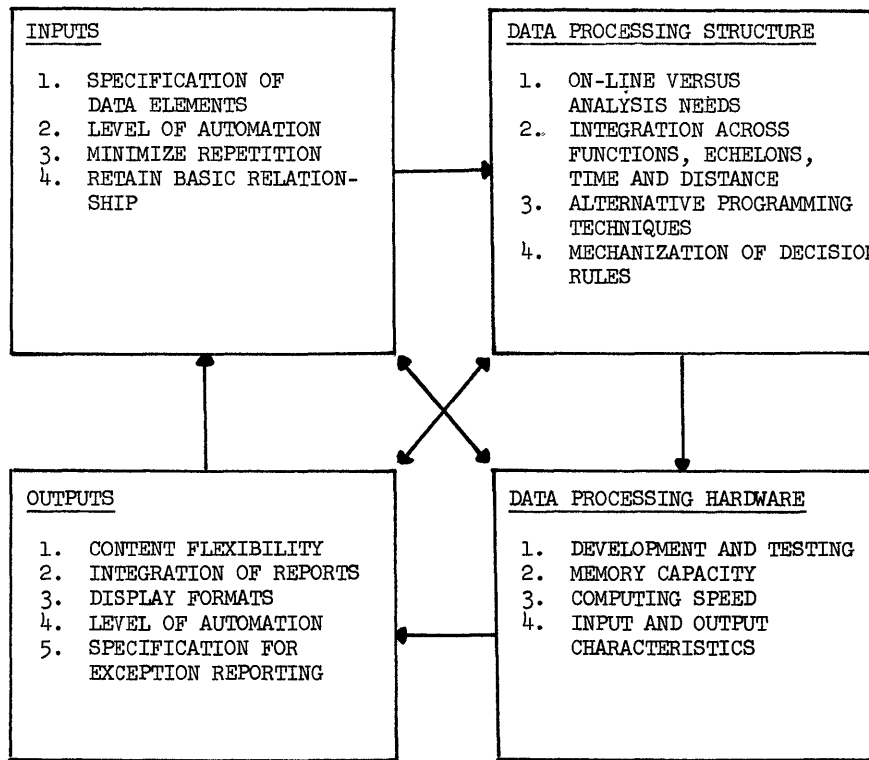 INPUTS
1. SPECIFICATION OF
DATA ELEMENTS
2. LEVEL OF AUTOMATION
3. MINIMIZE REPETITION
4. RETAIN BASIC RELATION-
SHIP
DATA PROCESSING STRUCTURE
1. ON-LINE VERSUS
ANALYSIS NEEDS
2. INTEGRATION ACROSS
FUNCTIONS, ECHELONS,
TIME AND DISTANCE
3. ALTERNATIVE PROGRAMMING
TECHNIQUES
4. MECHANIZATION OF DECISION
RULES
OUTPUTS
1. CONTENT FLEXIBILITY
2. INTEGRATION OF REPORTS
3. DISPLAY FORMATS
4. LEVEL OF AUTOMATION
5. SPECIFICATION FOR
EXCEPTION REPORTING
DATA PROCESSING HARDWARE
1. DEVELOPMENT AND TESTING
2. MEMORY CAPACITY
3. COMPUTING SPEED
4. INPUT AND OUTPUT
CHARACTERISTICS